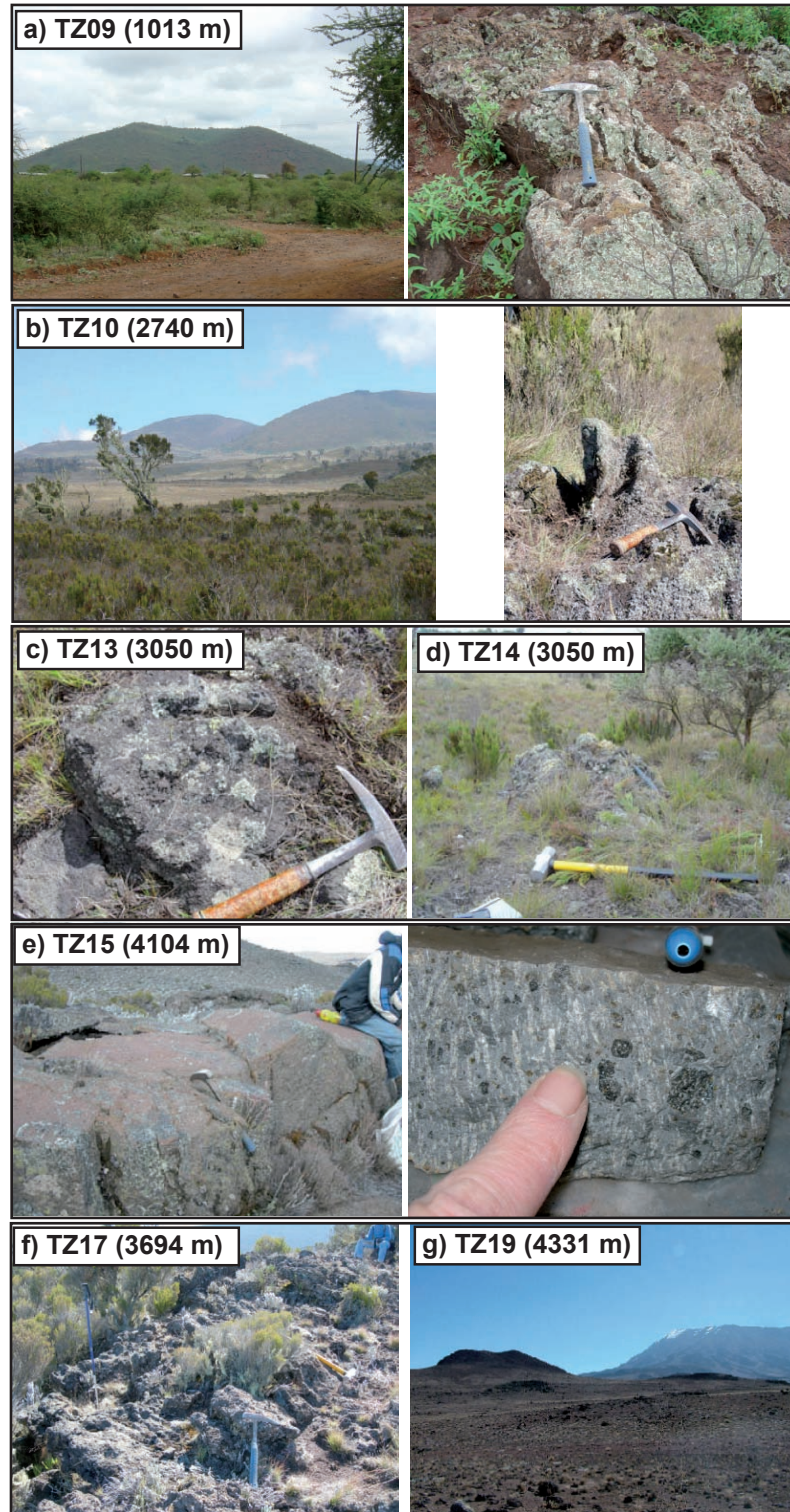 a) TZ09 (1013 m)
b) TZ10 (2740 m)
c) TZ13 (3050 m)
d) TZ14 (3050 m)
e) TZ15 (4104 m)
f) TZ17 (3694 m)
g) TZ19 (4331 m)